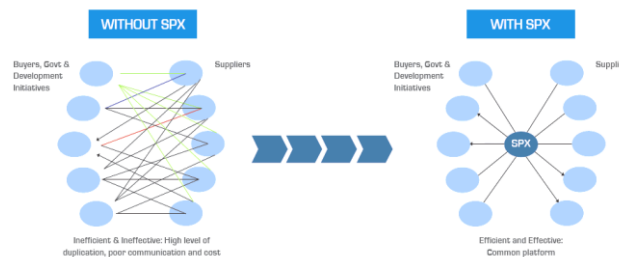 WITHOUT SPX
WITH SPX
Buyers, Govt &
Development
Initiatives
Suppliers
Buyers, Govt &
Development
Initiatives
Suppli
SPX
Inefficient & Ineffective: High level of
duplication, poor communication and cost
Efficient and Effective:
Common platform